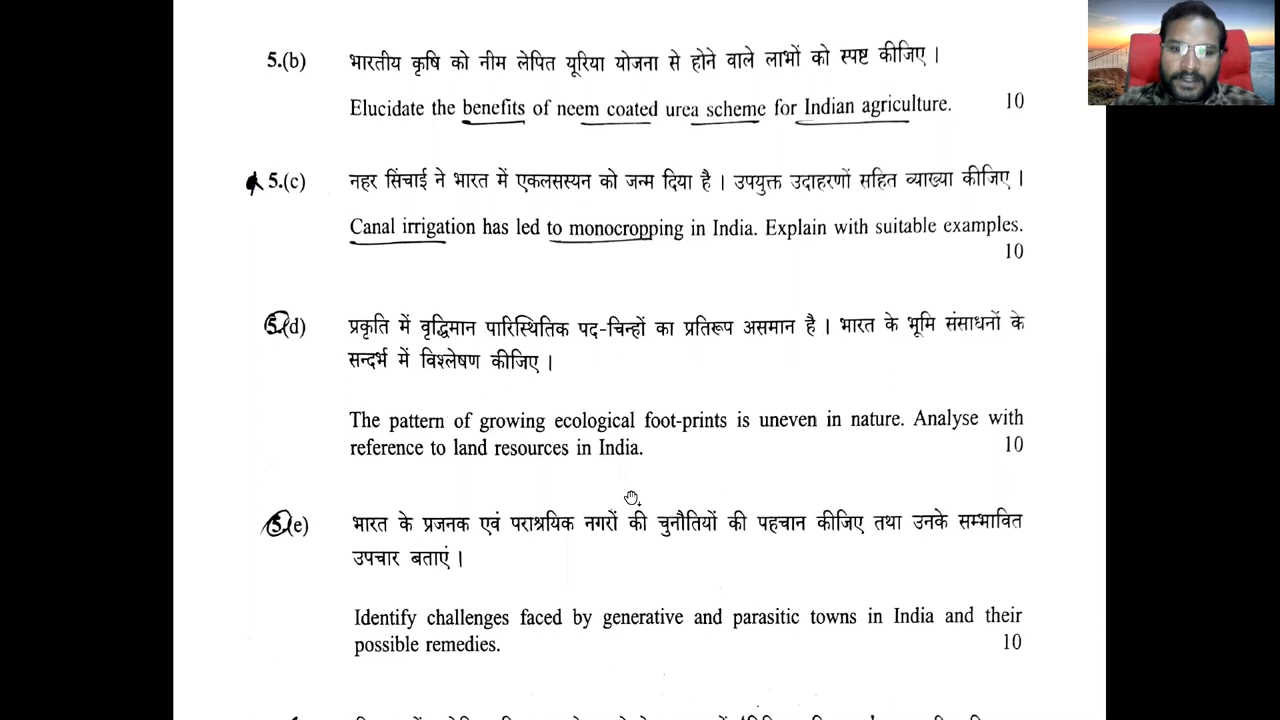 5.(b) भारतीय कृषि को नीम लेपित यूरिया योजना से होने वाले लाभों को स्पष्ट कीजिए ।
Elucidate the benefits of neem coated urea scheme for Indian agriculture. 10
5.(c) नहर सिंचाई ने भारत में एकलसस्यन को जन्म दिया है । उपयुक्त उदाहरणों सहित व्याख्या कीजिए ।
Canal irrigation has led to monocropping in India. Explain with suitable examples.
10
5.(d) प्रकृति में वृद्धिमान पारिस्थितिक पद-चिन्हों का प्रतिरूप असमान है । भारत के भूमि संसाधनों के
सन्दर्भ में विश्लेषण कीजिए ।
The pattern of growing ecological foot-prints is uneven in nature. Analyse with
reference to land resources in India. 10
5.(e) भारत के प्रजनक एवं पराश्रयिक नगरों की चुनौतियों की पहचान कीजिए तथा उनके सम्भावित
उपचार बताएं ।
Identify challenges faced by generative and parasitic towns in India and their
possible remedies. 10